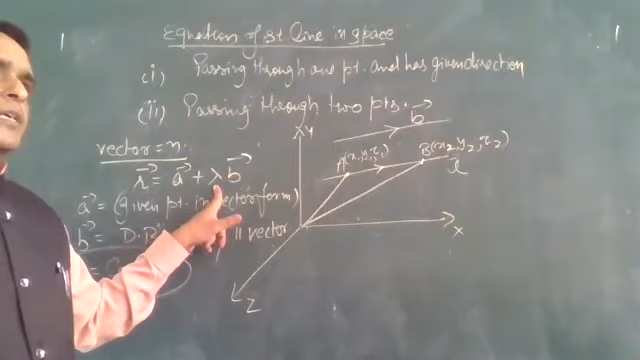 Equation of st line in space
(i) Passing through one pt. and has given direction
(ii) Passing through two pts.
b⃗
vector = n.
r⃗ = a⃗ + λ b⃗
a⃗ = (given pt. in vector form)
b⃗ = D.R's || vector
=
XY
A(x₁,y₁,z₁)
B(x₂,y₂,z₂)
l
X
Z